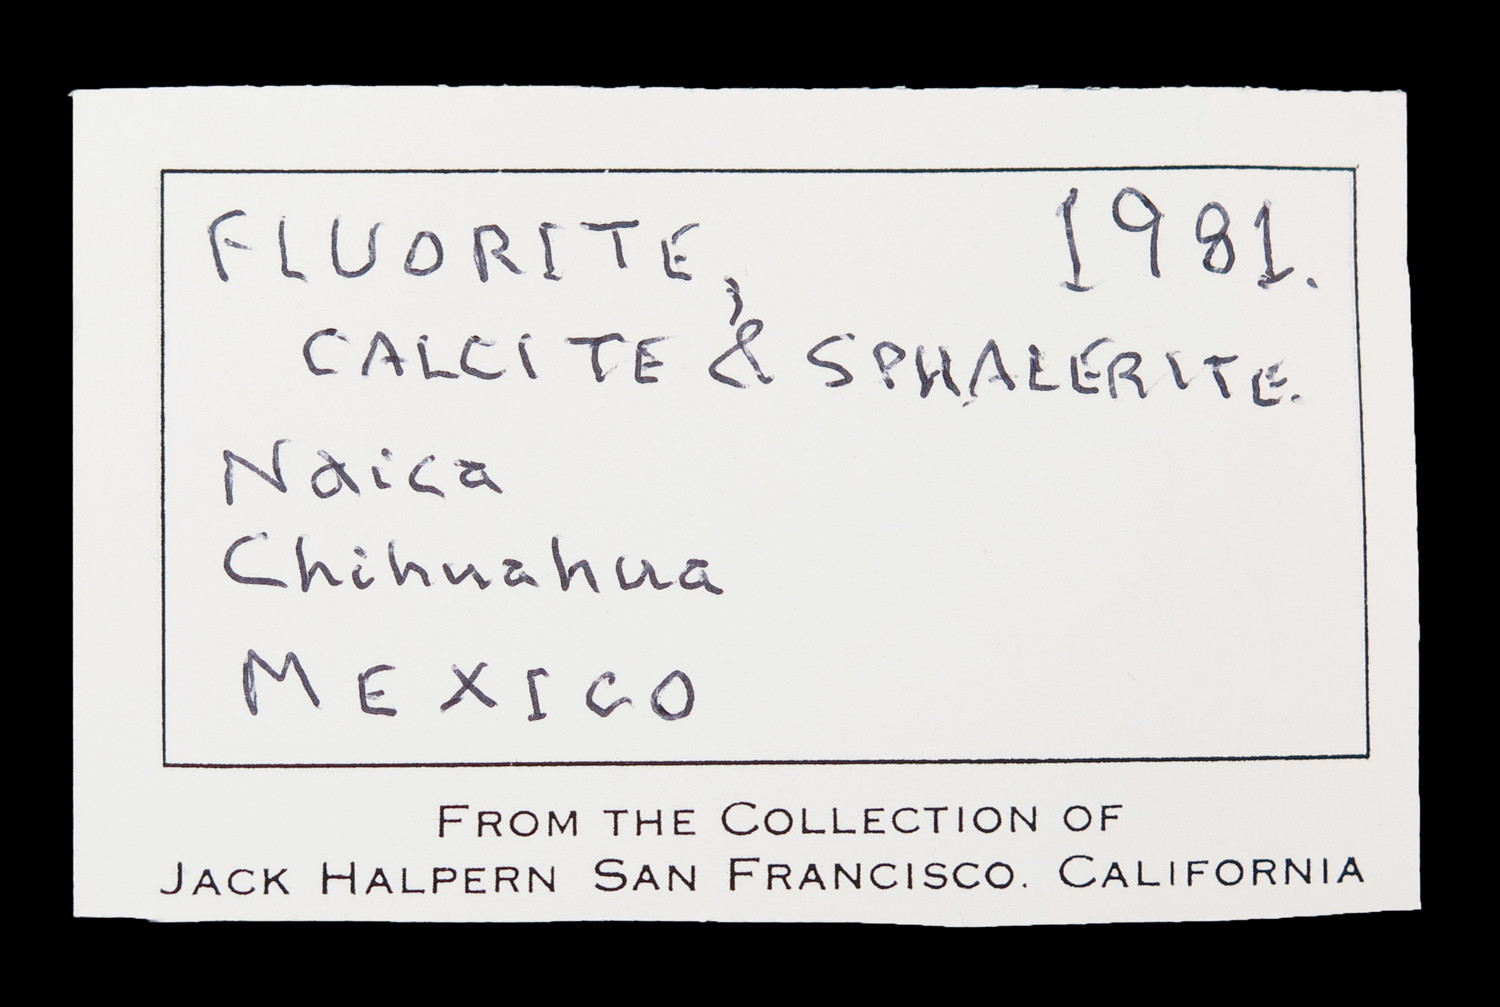 FLUORITE, 1981.
CALCITE & SPHALERITE.
Naica
Chihuahua
MEXICO
FROM THE COLLECTION OF
JACK HALPERN SAN FRANCISCO. CALIFORNIA